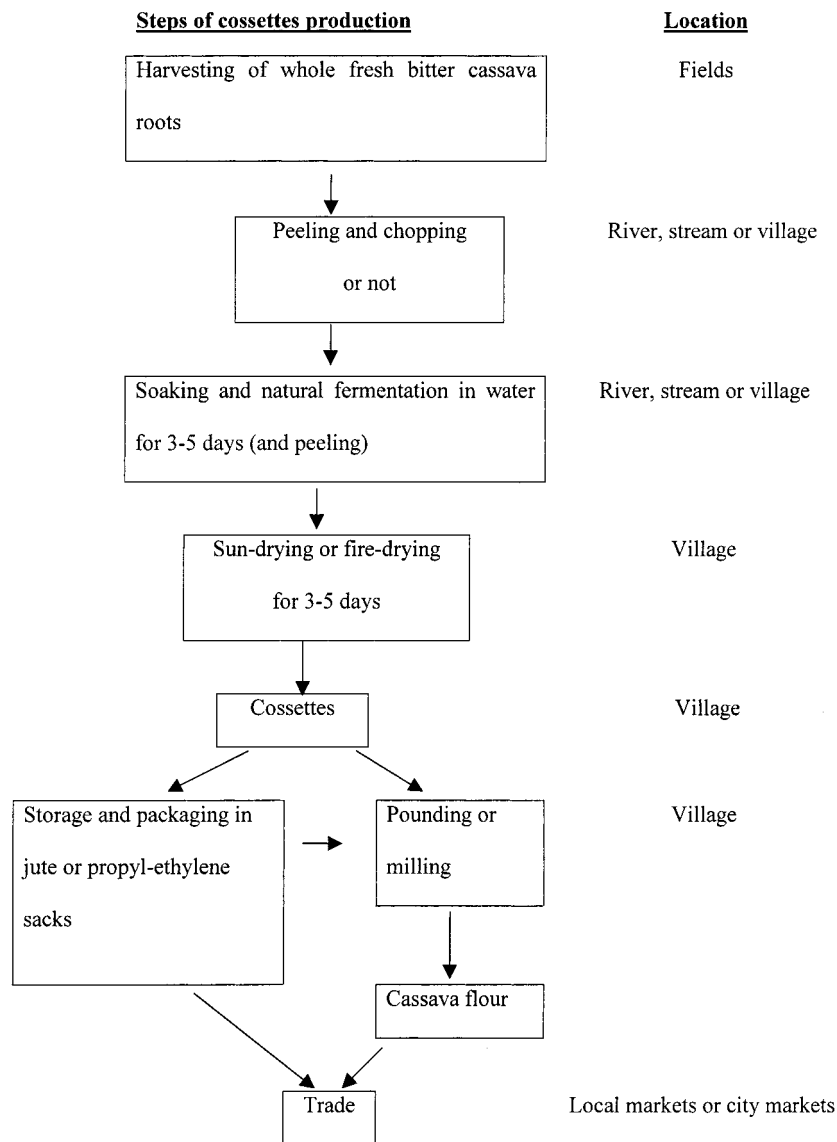 Steps of cossettes production
Location
Harvesting of whole fresh bitter cassava
roots
Fields
Peeling and chopping
or not
River, stream or village
Soaking and natural fermentation in water
for 3-5 days (and peeling)
River, stream or village
Sun-drying or fire-drying
for 3-5 days
Village
Cossettes
Village
Storage and packaging in
jute or propyl-ethylene
sacks
Pounding or
milling
Village
Cassava flour
Trade
Local markets or city markets